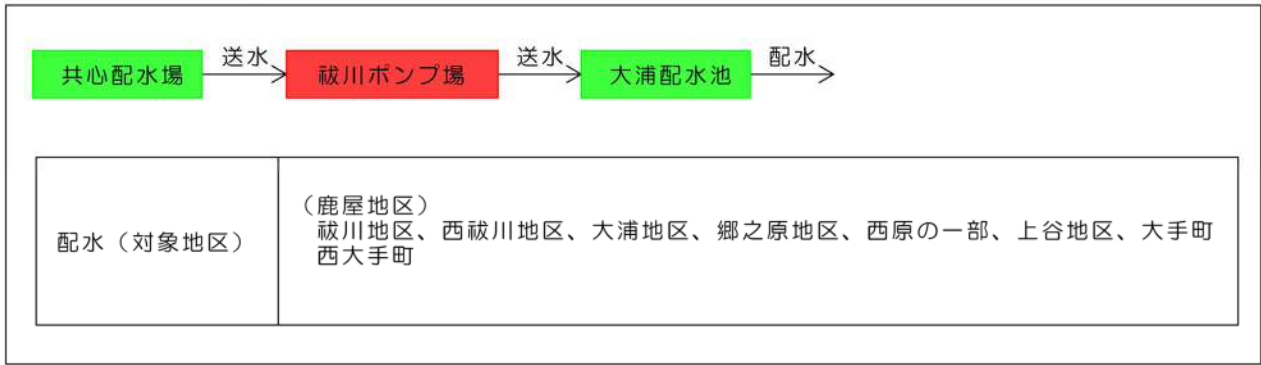 共心配水場
送水
祓川ポンプ場
送水
大浦配水池
配水
配水（対象地区）
（鹿屋地区）
祓川地区、西祓川地区、大浦地区、郷之原地区、西原の一部、上谷地区、大手町
西大手町